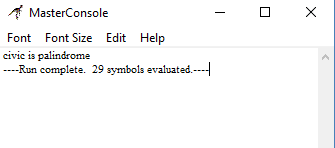 MasterConsole
Font Font Size Edit Help
civic is palindrome
----Run complete.  29 symbols evaluated.----